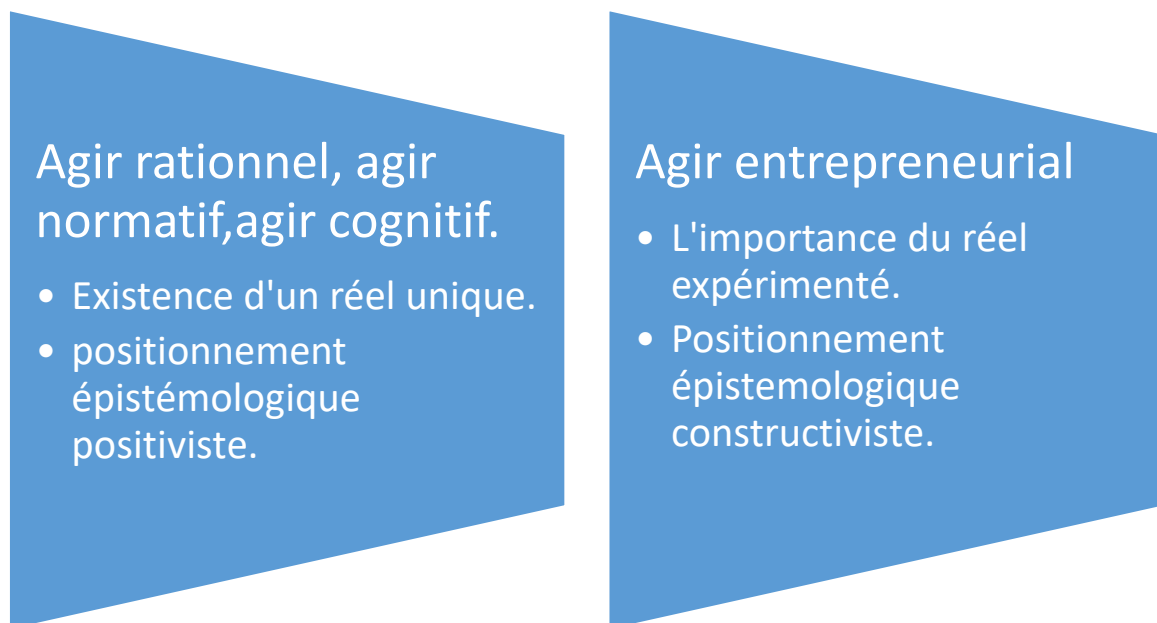 Agir rationnel, agir
normatif,agir cognitif.
• Existence d'un réel unique.
• positionnement
épistémologique
positiviste.
Agir entrepreneurial
• L'importance du réel
expérimenté.
• Positionnement
épistemologique
constructiviste.